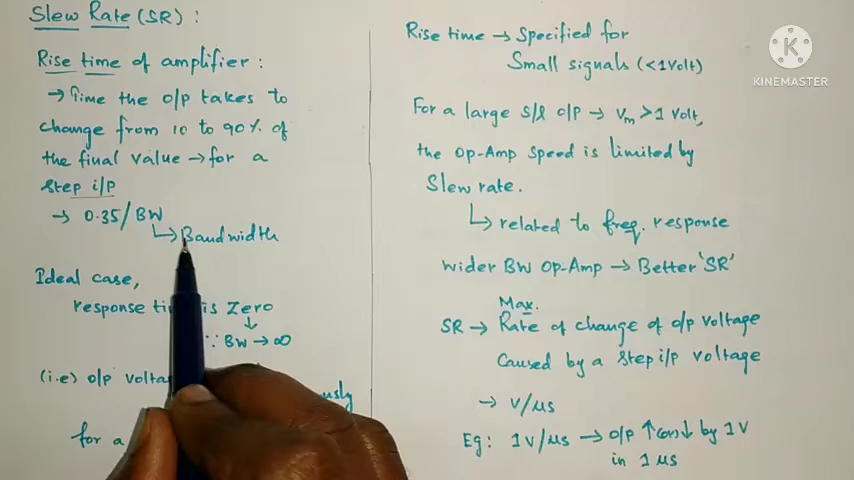 Slew Rate (SR) :
Rise time of amplifier :
→ Time the o/p takes to
change from 10 to 90% of
the final value → for a
step i/p
→ 0.35/BW
↳ Bandwidth
Ideal case,
response is Zero
↓
∵ BW → ∞
(i.e) o/p
for a
Rise time → Specified for
Small signals (<1Volt)
For a large s/l o/p → Vm > 1 Volt,
the Op-Amp Speed is limited by
Slew rate.
↳ related to freq. response
wider BW Op-Amp → Better 'SR'
Max.
SR → Rate of change of o/p voltage
Caused by a step i/p voltage
→ V/μs
Eg: 1V/μs → o/p ↑ (or) ↓ by 1V
in 1 μs
K
KINEMASTER